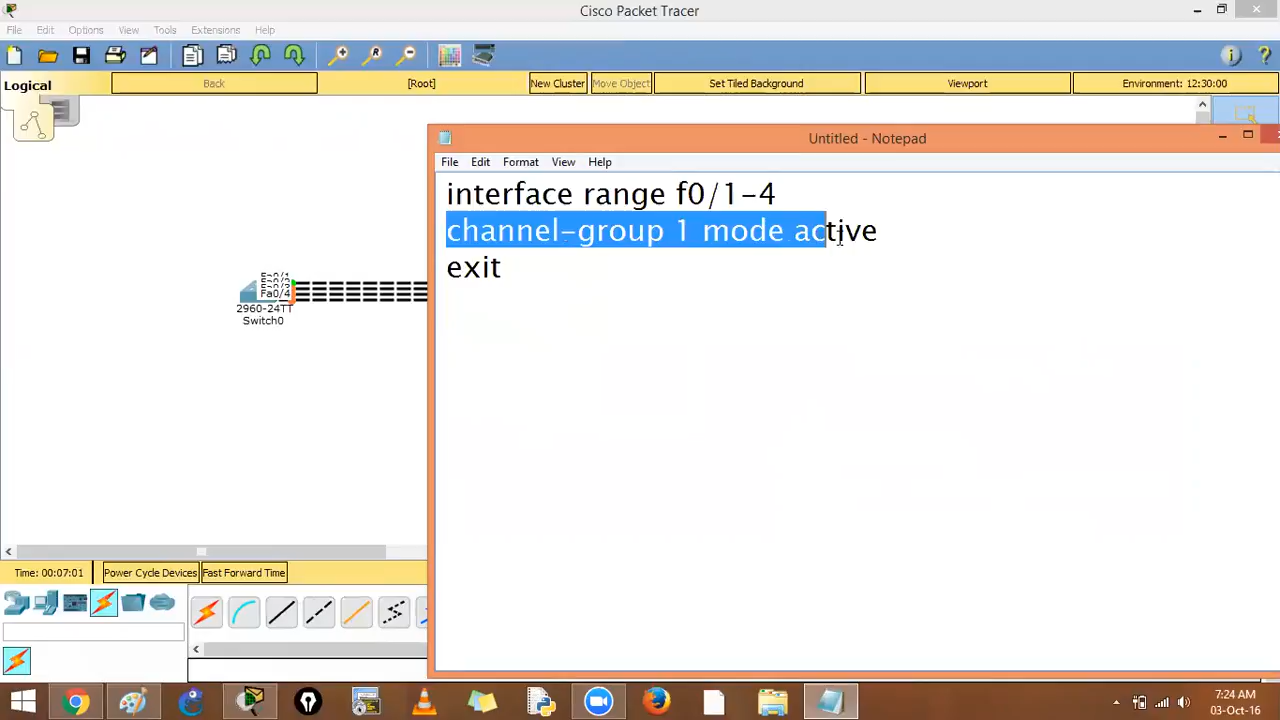 Cisco Packet Tracer
File Edit Options View Tools Extensions Help
Logical
Back
[Root]
New Cluster
Move Object
Set Tiled Background
Viewport
Environment: 12:30:00
Untitled - Notepad
File Edit Format View Help
interface range f0/1-4
channel-group 1 mode active
exit
Fa0/1
Fa0/4
2960-24TT
Switch0
Time: 00:07:01
Power Cycle Devices
Fast Forward Time
7:24 AM
03-Oct-16